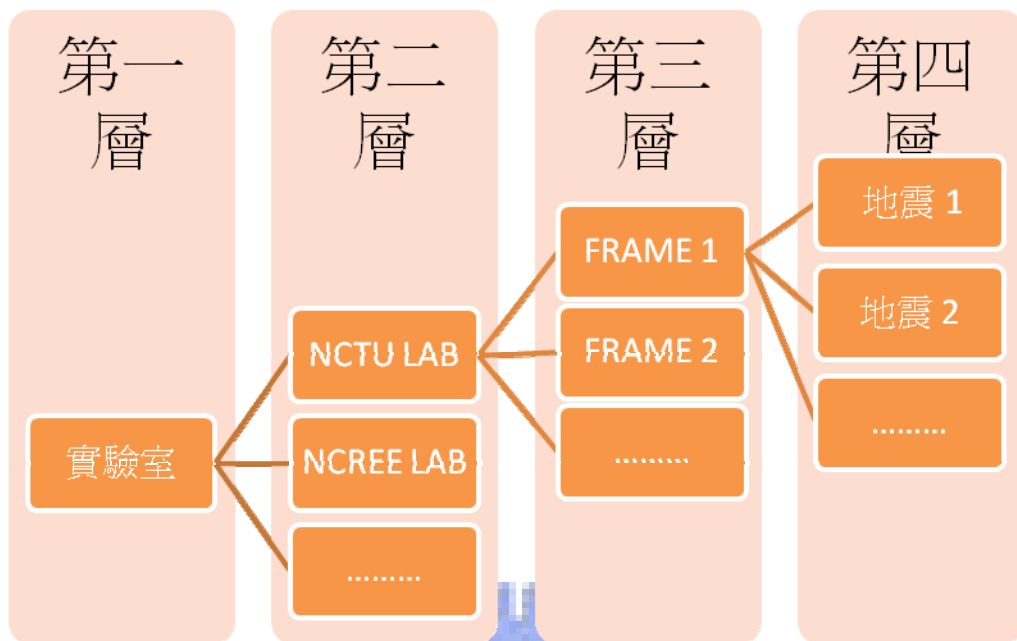 第一
層
第二
層
第三
層
第四
層
實驗室
NCTU LAB
NCREE LAB
………
FRAME 1
FRAME 2
………
地震 1
地震 2
………